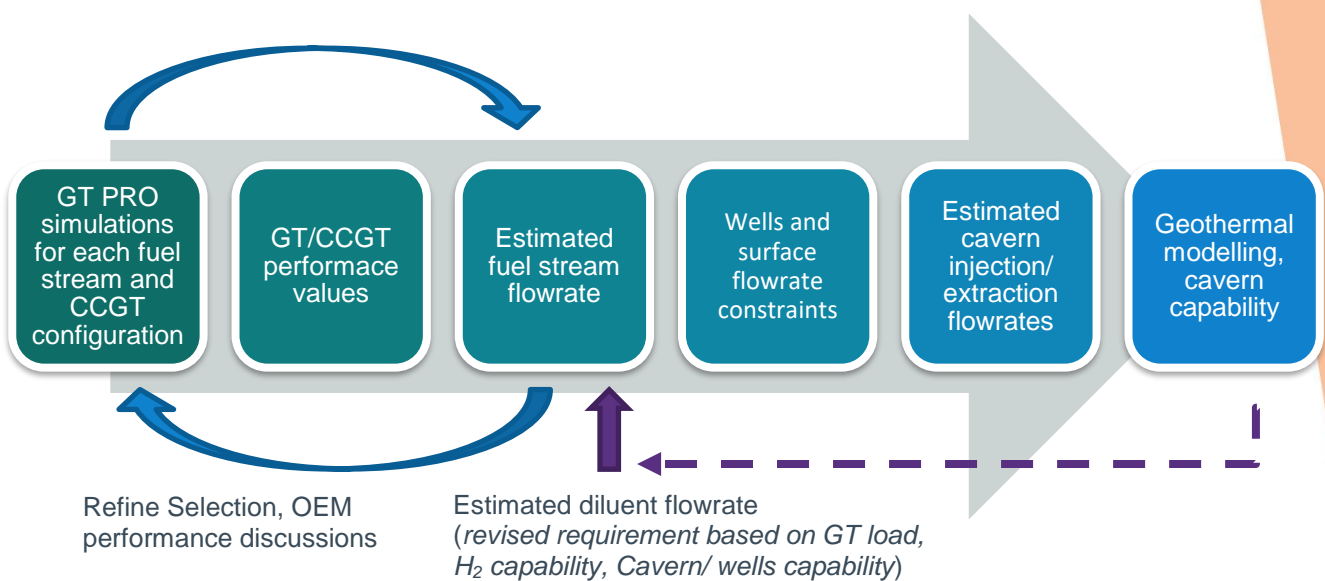 GT PRO
simulations
for each fuel
stream and
CCGT
configuration
GT/CCGT
performace
values
Estimated
fuel stream
flowrate
Wells and
surface
flowrate
constraints
Estimated
cavern
injection/
extraction
flowrates
Geothermal
modelling,
cavern
capability
Refine Selection, OEM
performance discussions
Estimated diluent flowrate
(revised requirement based on GT load,
H₂ capability, Cavern/ wells capability)